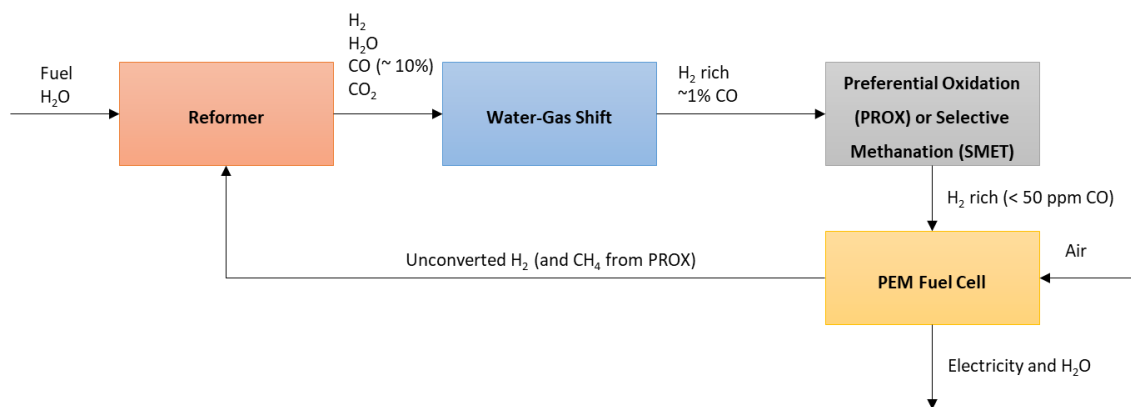 Fuel
H₂O
Reformer
H₂
H₂O
CO (~ 10%)
CO₂
Water-Gas Shift
H₂ rich
~1% CO
Preferential Oxidation
(PROX) or Selective
Methanation (SMET)
H₂ rich (< 50 ppm CO)
Unconverted H₂ (and CH₄ from PROX)
PEM Fuel Cell
Air
Electricity and H₂O